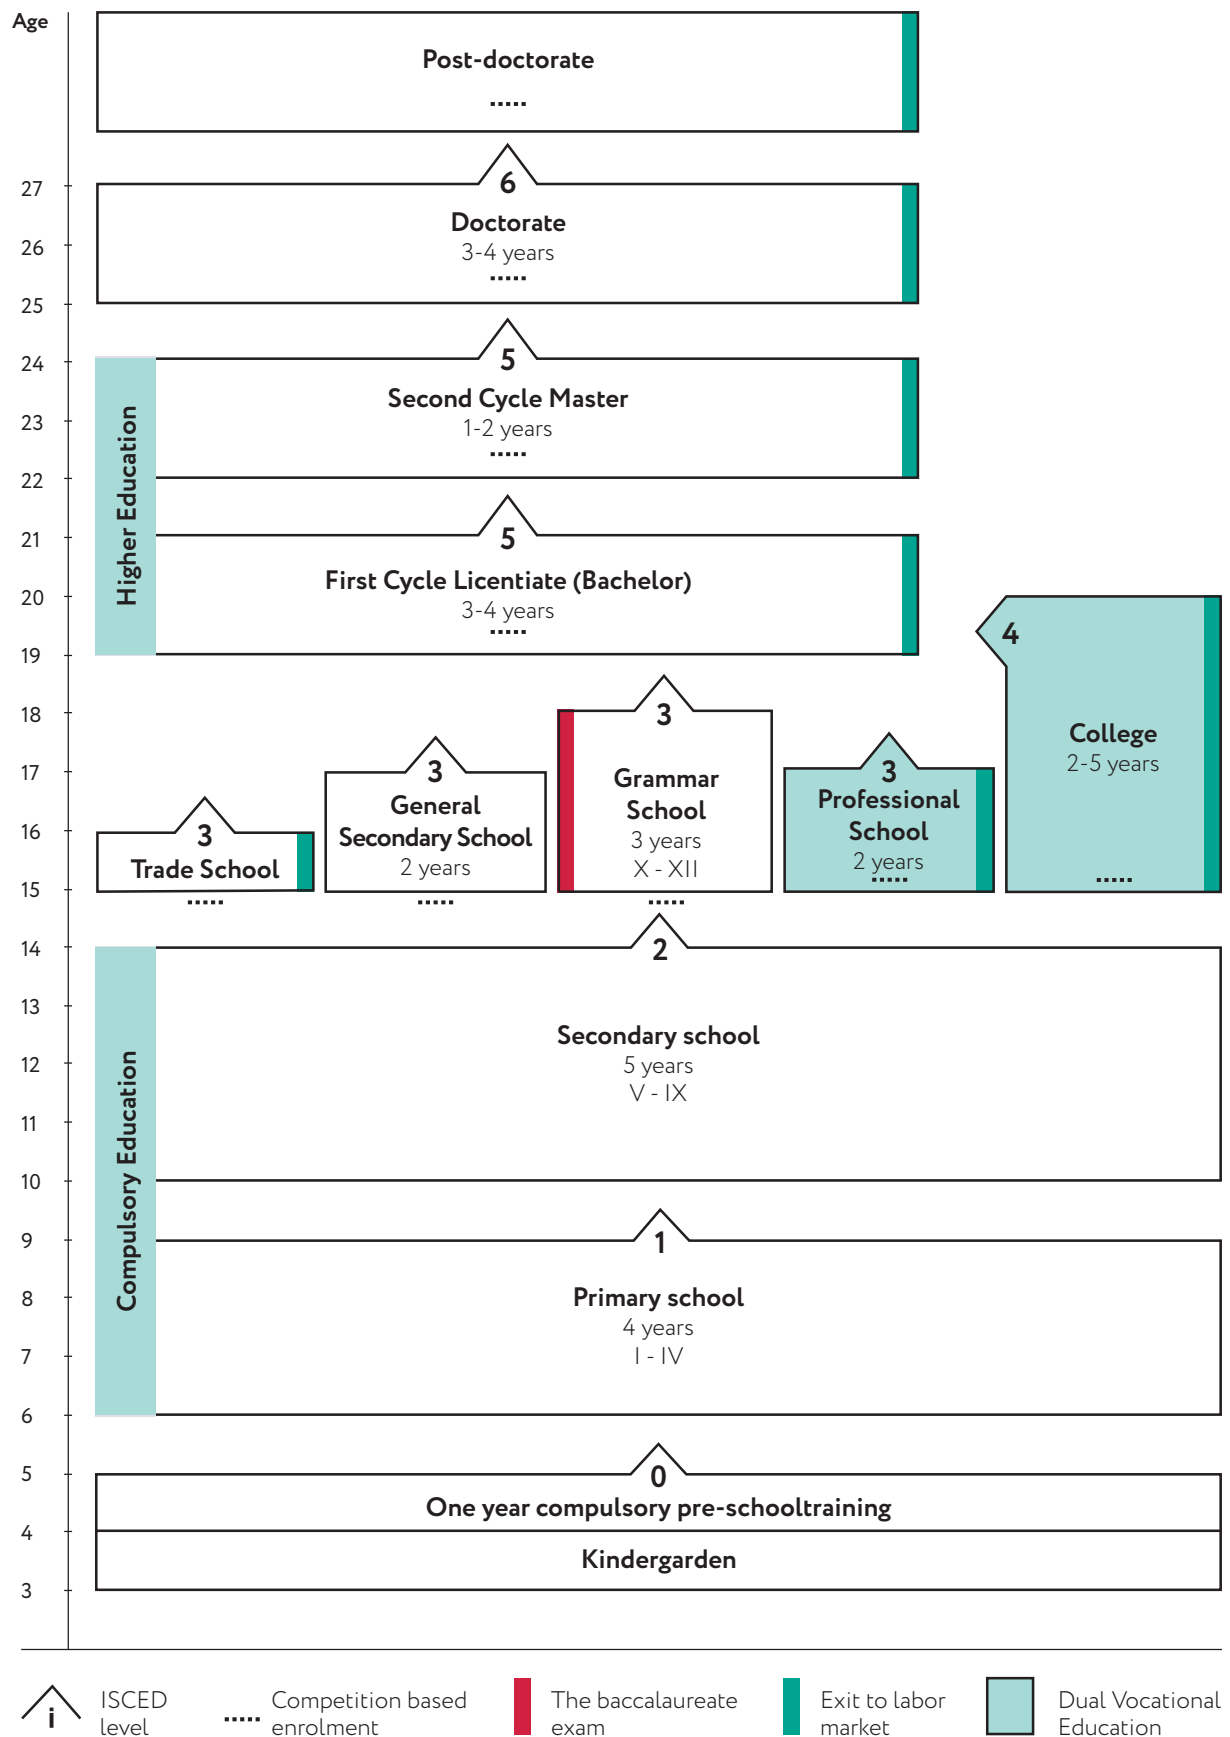 Age
Post-doctorate
27
6
Doctorate
26
3-4 years
25
24
5
Second Cycle Master
23
1-2 years
22
Higher Education
21
5
First Cycle Licentiate (Bachelor)
20
3-4 years
19
4
College
2-5 years
18
3
Grammar
School
3 years
X - XII
17
3
General
Secondary School
2 years
3
Professional
School
2 years
16
3
Trade School
15
14
2
13
Secondary school
12
5 years
V - IX
11
10
Compulsory Education
9
1
8
Primary school
4 years
7
I - IV
6
5
0
One year compulsory pre-schooltraining
4
Kindergarden
3
i
ISCED
level
Competition based
enrolment
The baccalaureate
exam
Exit to labor
market
Dual Vocational
Education